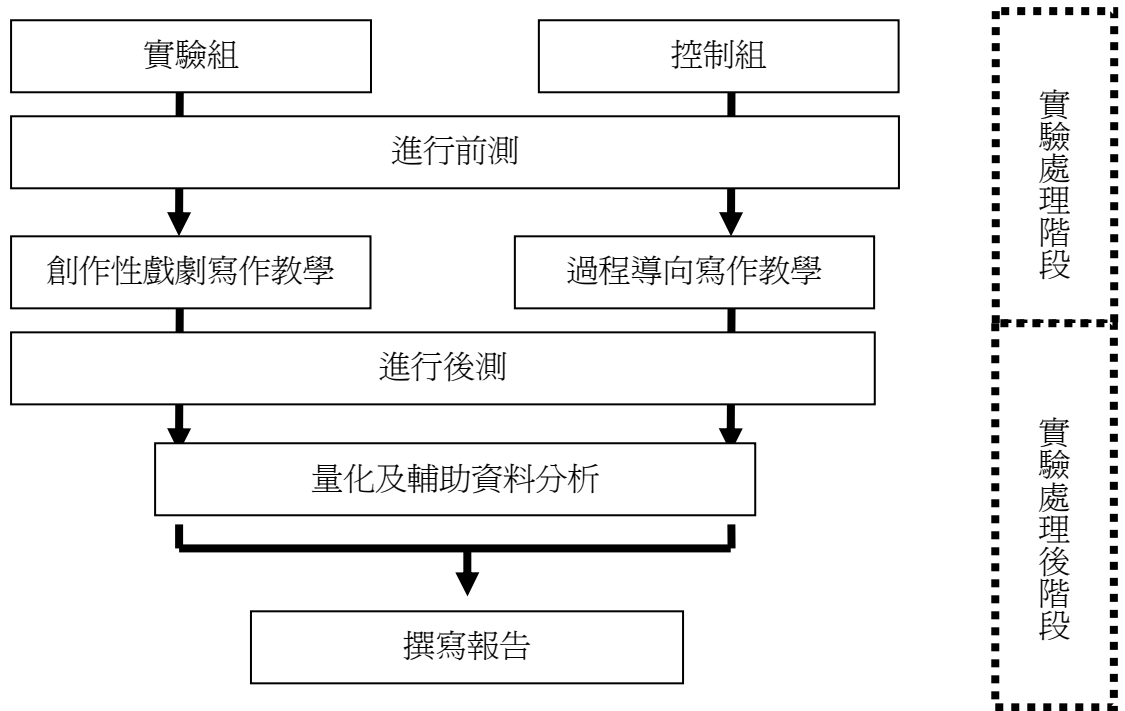 實驗組
控制組
進行前測
創作性戲劇寫作教學
過程導向寫作教學
進行後測
量化及輔助資料分析
撰寫報告
實驗處理階段
實驗處理後階段